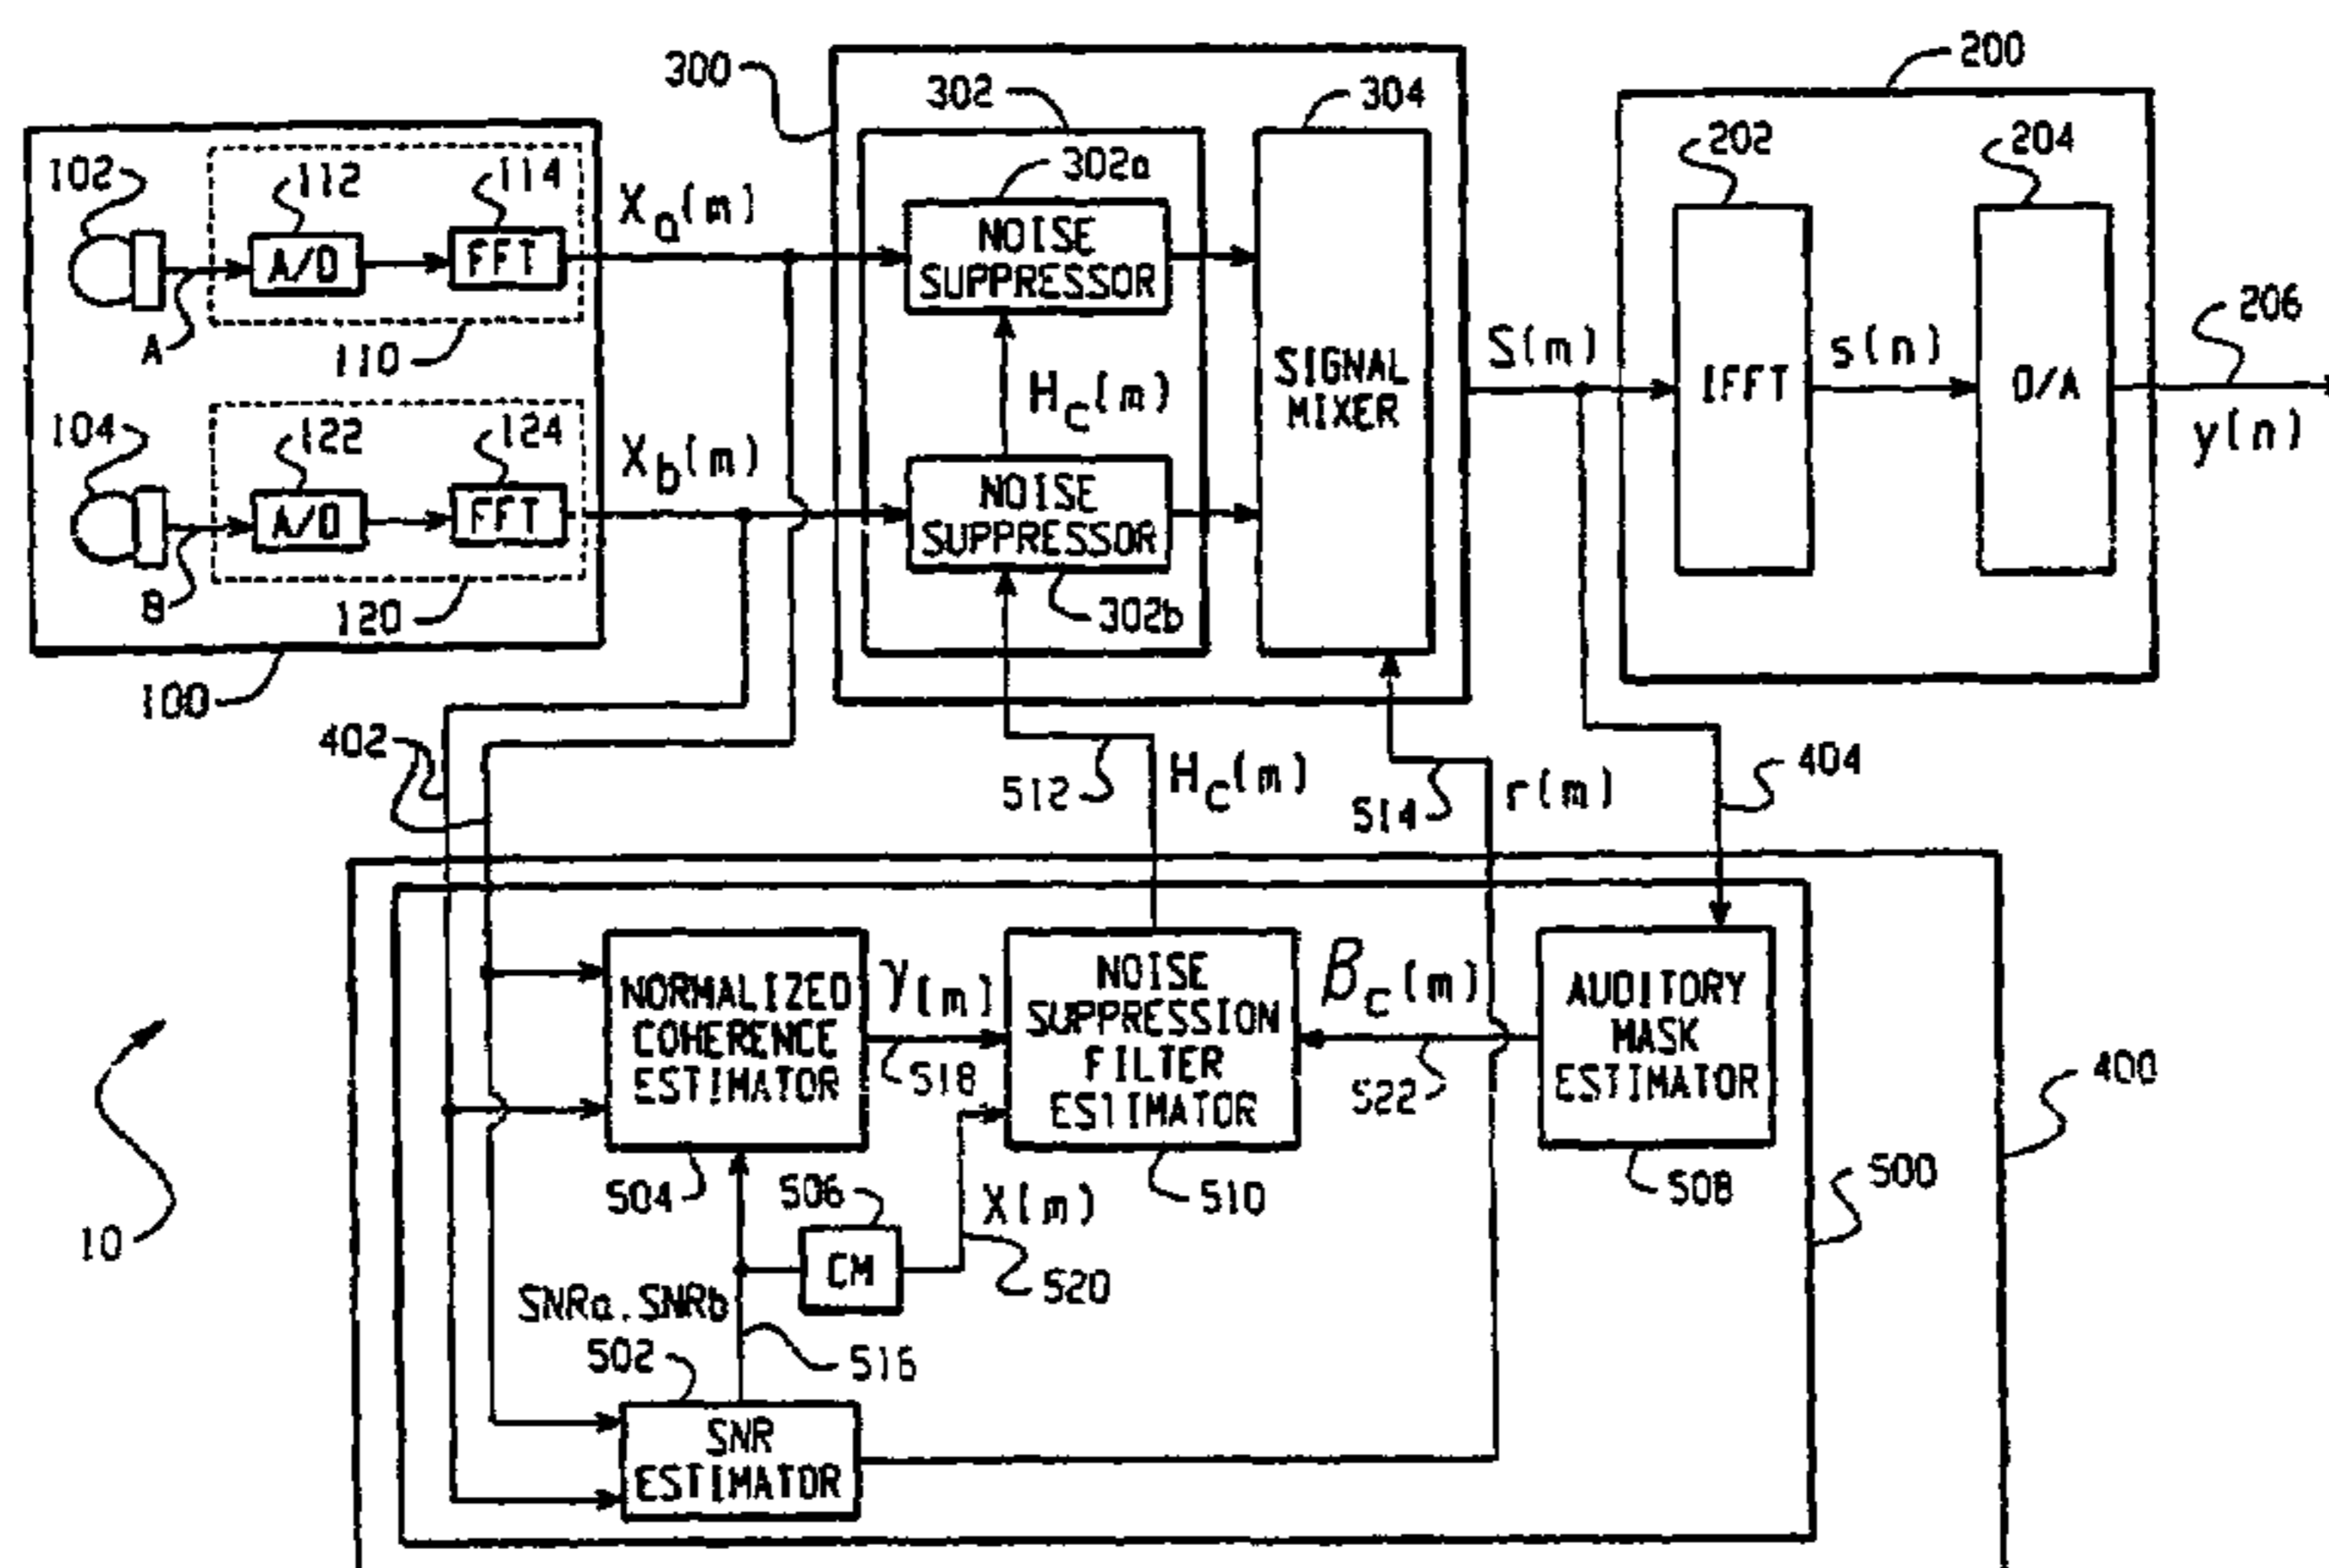 300
302
304
200
102
112
114
Xa(m)
302a
202
204
A/D
FFT
NOISE
SUPPRESSOR
206
A
110
Hc(m)
SIGNAL
MIXER
S(m)
IFFT
s(n)
D/A
y(n)
104
122
124
Xb(m)
A/D
FFT
NOISE
SUPPRESSOR
B
120
302b
100
402
512
Hc(m)
514
r(m)
404
NORMALIZED
COHERENCE
ESTIMATOR
γ(m)
518
NOISE
SUPPRESSION
FILTER
ESTIMATOR
βc(m)
522
AUDITORY
MASK
ESTIMATOR
400
504
506
X(m)
510
508
500
10
CM
520
SNRa.SNRb
502
516
SNR
ESTIMATOR